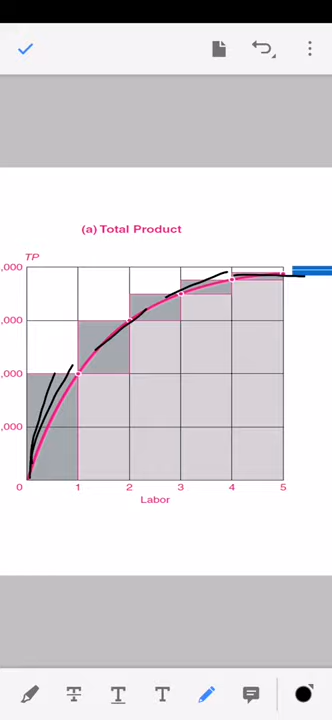 (a) Total Product
TP
,000
,000
,000
,000
0 1 2 3 4 5
Labor
T T T